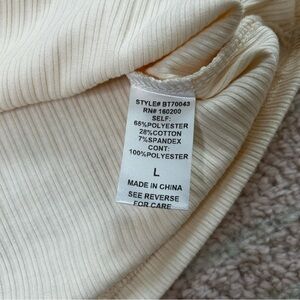 STYLE# BT70043
RN# 160200
SELF:
65%POLYESTER
28%COTTON
7%SPANDEX
CONT:
100%POLYESTER
L
MADE IN CHINA
SEE REVERSE
FOR CARE